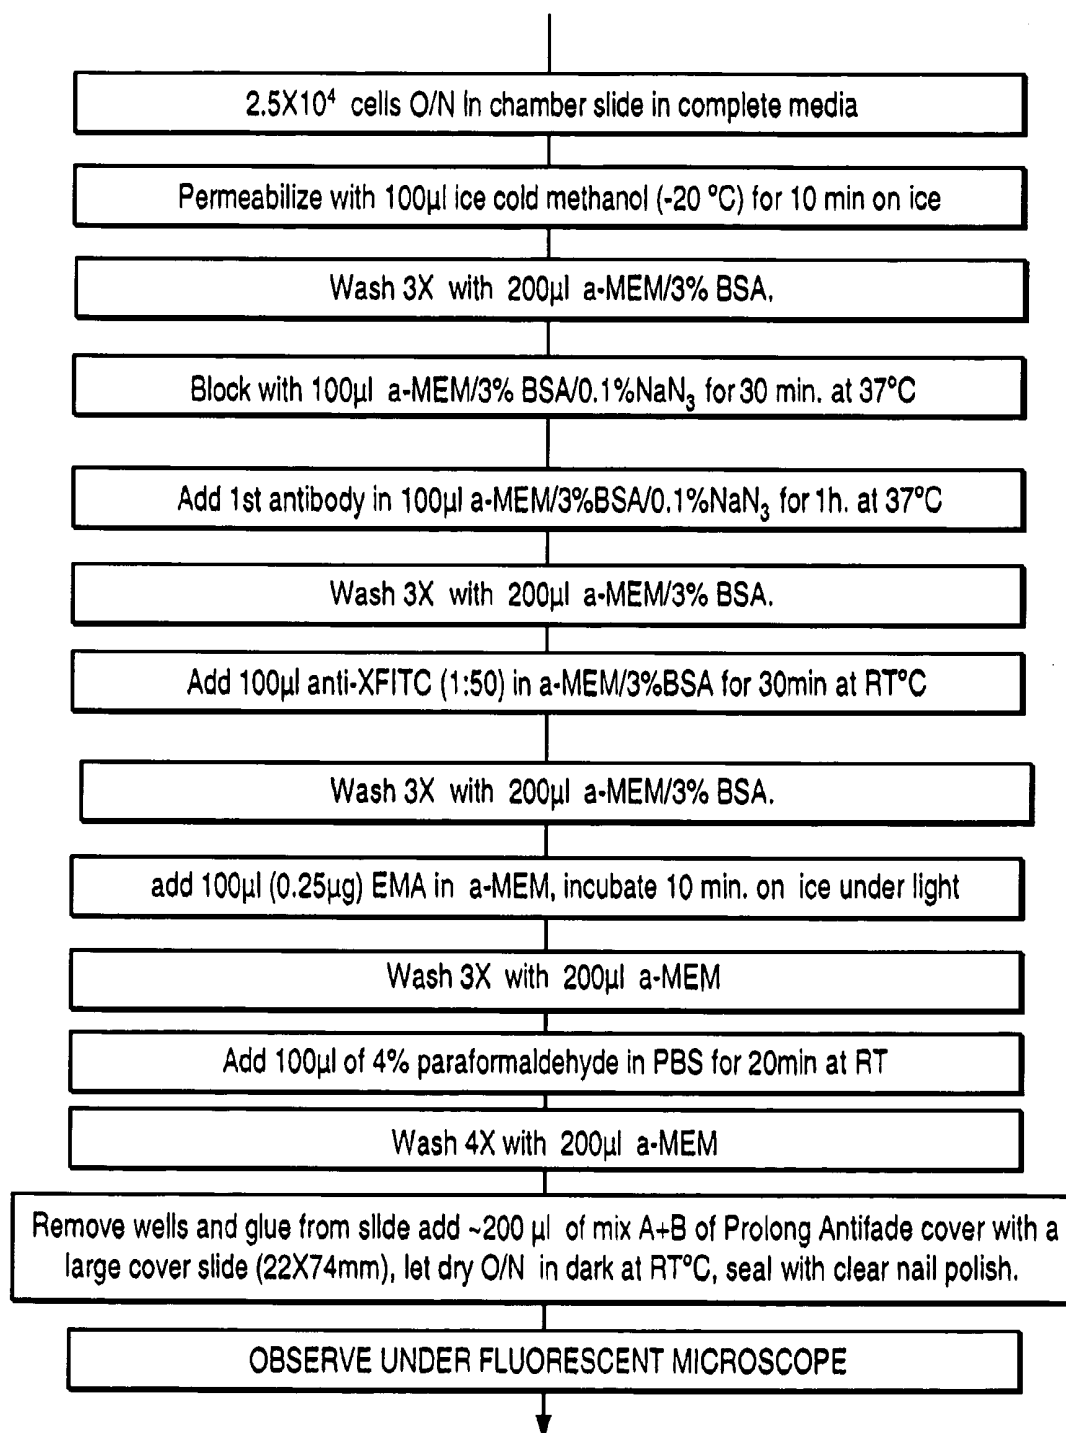 2.5X10⁴ cells O/N in chamber slide in complete media
Permeabilize with 100µl ice cold methanol (-20 ºC) for 10 min on ice
Wash 3X with 200µl a-MEM/3% BSA.
Block with 100µl a-MEM/3% BSA/0.1%NaN₃ for 30 min. at 37ºC
Add 1st antibody in 100µl a-MEM/3%BSA/0.1%NaN₃ for 1h. at 37ºC
Wash 3X with 200µl a-MEM/3% BSA.
Add 100µl anti-XFITC (1:50) in a-MEM/3%BSA for 30min at RTºC
Wash 3X with 200µl a-MEM/3% BSA.
add 100µl (0.25µg) EMA in a-MEM, incubate 10 min. on ice under light
Wash 3X with 200µl a-MEM
Add 100µl of 4% paraformaldehyde in PBS for 20min at RT
Wash 4X with 200µl a-MEM
Remove wells and glue from slide add ~200 µl of mix A+B of Prolong Antifade cover with a
large cover slide (22X74mm), let dry O/N in dark at RTºC, seal with clear nail polish.
OBSERVE UNDER FLUORESCENT MICROSCOPE